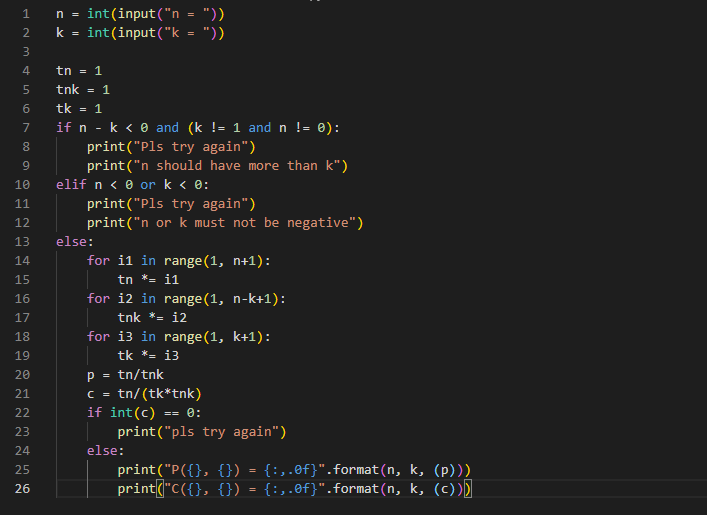 1 n = int(input("n = "))
2 k = int(input("k = "))
3
4 tn = 1
5 tnk = 1
6 tk = 1
7 if n - k < 0 and (k != 1 and n != 0):
8     print("Pls try again")
9     print("n should have more than k")
10 elif n < 0 or k < 0:
11     print("Pls try again")
12     print("n or k must not be negative")
13 else:
14     for i1 in range(1, n+1):
15         tn *= i1
16     for i2 in range(1, n-k+1):
17         tnk *= i2
18     for i3 in range(1, k+1):
19         tk *= i3
20     p = tn/tnk
21     c = tn/(tk*tnk)
22     if int(c) == 0:
23         print("pls try again")
24     else:
25         print("P({}, {}) = {:,.0f}".format(n, k, (p)))
26         print("C({}, {}) = {:,.0f}".format(n, k, (c)))